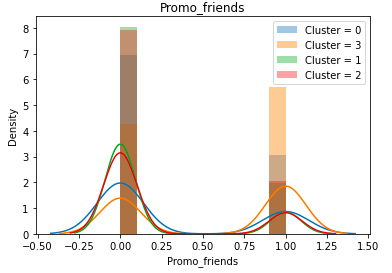 Promo_friends
Cluster = 0
Cluster = 3
Cluster = 1
Cluster = 2
Density
8
7
6
5
4
3
2
1
0
−0.50
−0.25
0.00
0.25
0.50
0.75
1.00
1.25
1.50
Promo_friends